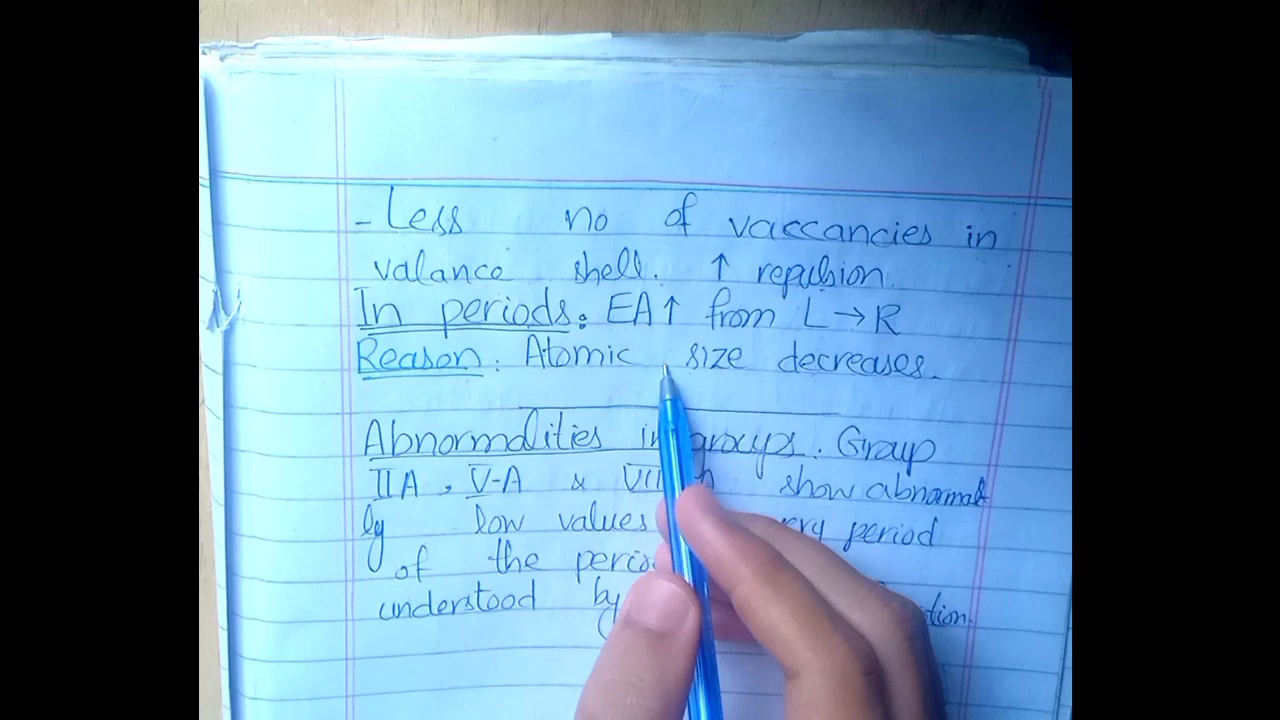 - Less no of vaccancies in
valance shell. ↑ repulsion.
In periods: EA↑ from L → R
Reason: Atomic size decreases.
Abnormalities in groups. Group
IIA, V-A & show abnormal
ly low values period
of the
understood by